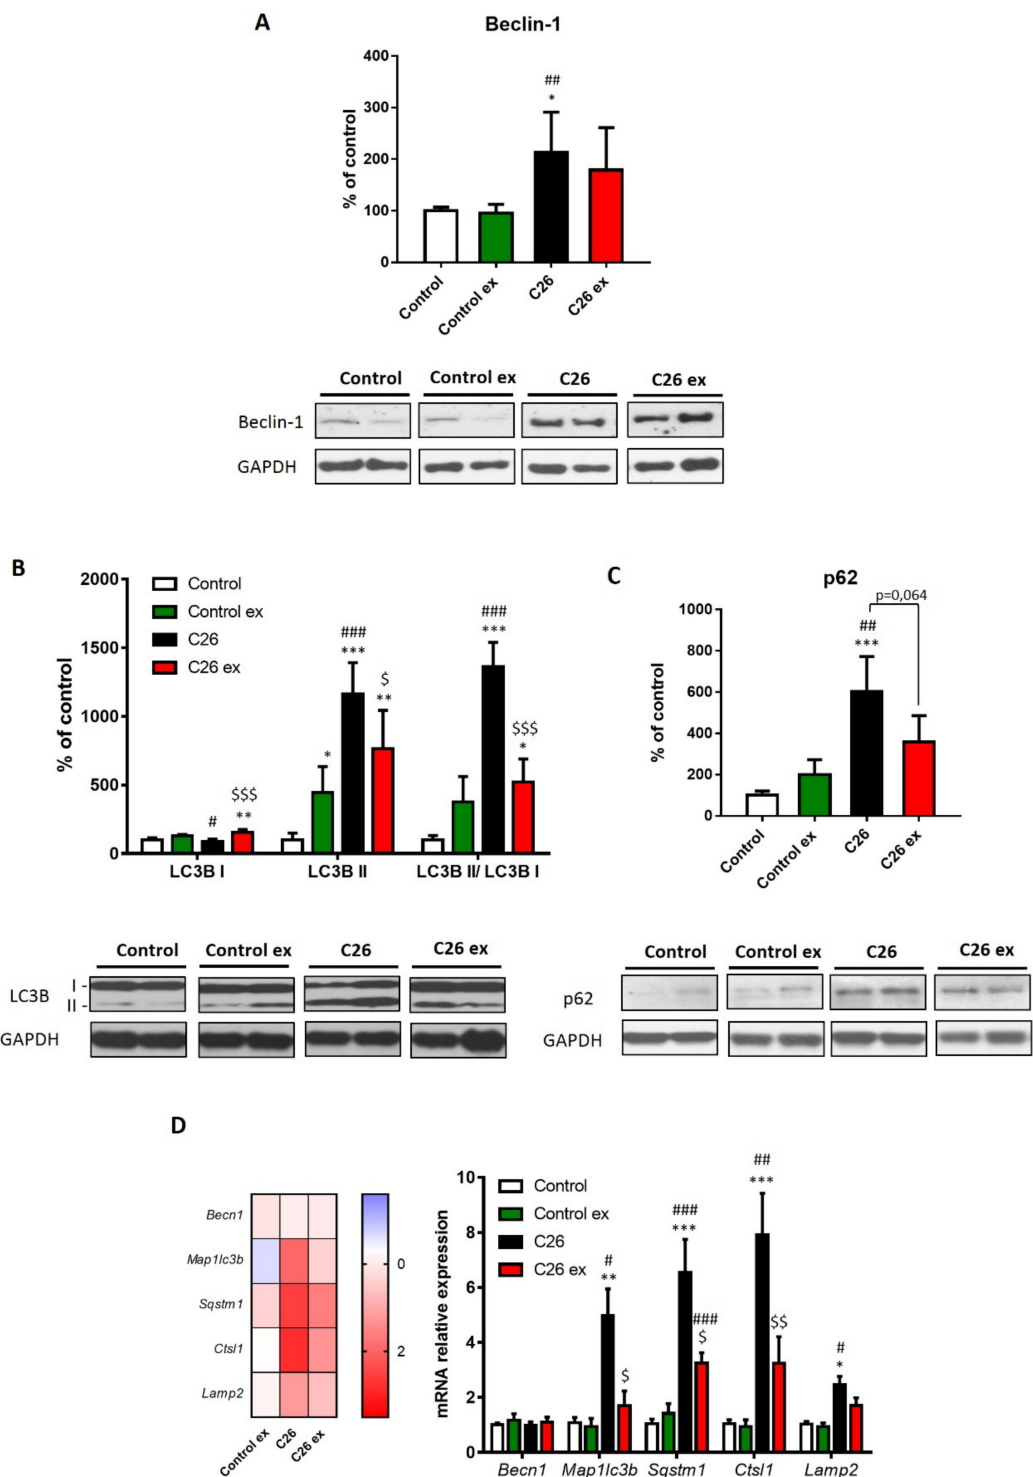 A
Beclin-1
% of control
400
300
200
100
0
##
*
Control
Control ex
C26
C26 ex
Control
Control ex
C26
C26 ex
Beclin-1
GAPDH
B
% of control
2000
1500
1000
500
0
Control
Control ex
C26
C26 ex
#
$$$
**
*
###
***
$
**
###
***
$$$
*
LC3B I
LC3B II
LC3B II/ LC3B I
Control
Control ex
C26
C26 ex
LC3B
I -
II -
GAPDH
C
p62
p=0,064
% of control
1000
800
600
400
200
0
##
***
Control
Control ex
C26
C26 ex
Control
Control ex
C26
C26 ex
p62
GAPDH
D
Becn1
Map1lc3b
Sqstm1
Ctsl1
Lamp2
Control ex
C26
C26 ex
0
2
mRNA relative expression
10
8
6
4
2
0
Control
Control ex
C26
C26 ex
#
**
$
###
***
###
$
##
***
$$
#
*
Becn1
Map1lc3b
Sqstm1
Ctsl1
Lamp2